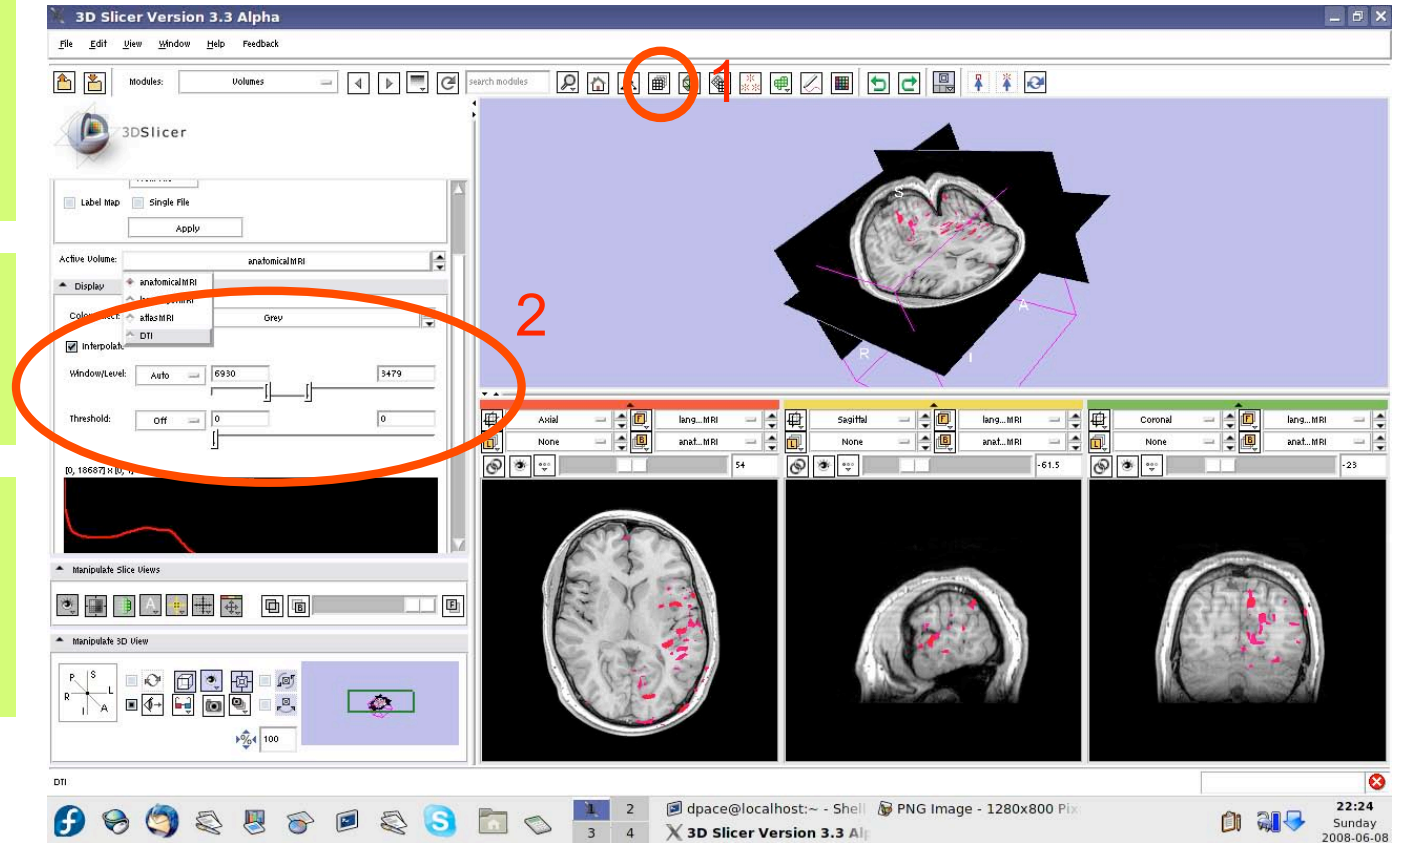 3D Slicer Version 3.3 Alpha
File Edit View Window Help Feedback
Modules: Volumes search modules
1
3DSlicer
Label Map Single File
Apply
Active Volume: anatomicalMRI
Display
anatomicalMRI
Grey
atlasMRI
DTI
Interpolate
2
Window/Level: Auto 6930 3479
Threshold: Off 0 0
S
A
R
I
Axial lang...MRI
None anat...MRI
54
Sagittal lang...MRI
None anat...MRI
-61.5
Coronal lang...MRI
None anat...MRI
-23
Manipulate Slice Views
Manipulate 3D View
P S
R L
I A
100
DTI
1 2
3 4
dpace@localhost:~ - Shell
PNG Image - 1280x800 Pix
3D Slicer Version 3.3 Alp
22:24
Sunday
2008-06-08